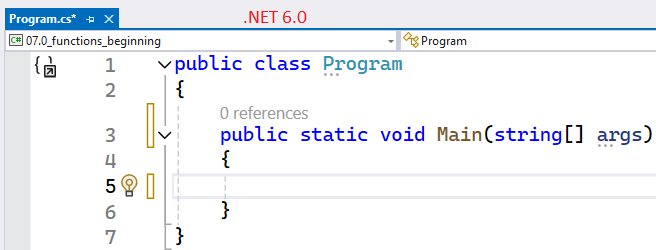 Program.cs* .NET 6.0
C# 07.0_functions_beginning Program
1 public class Program
2 {
0 references
3 public static void Main(string[] args)
4 {
5
6 }
7 }